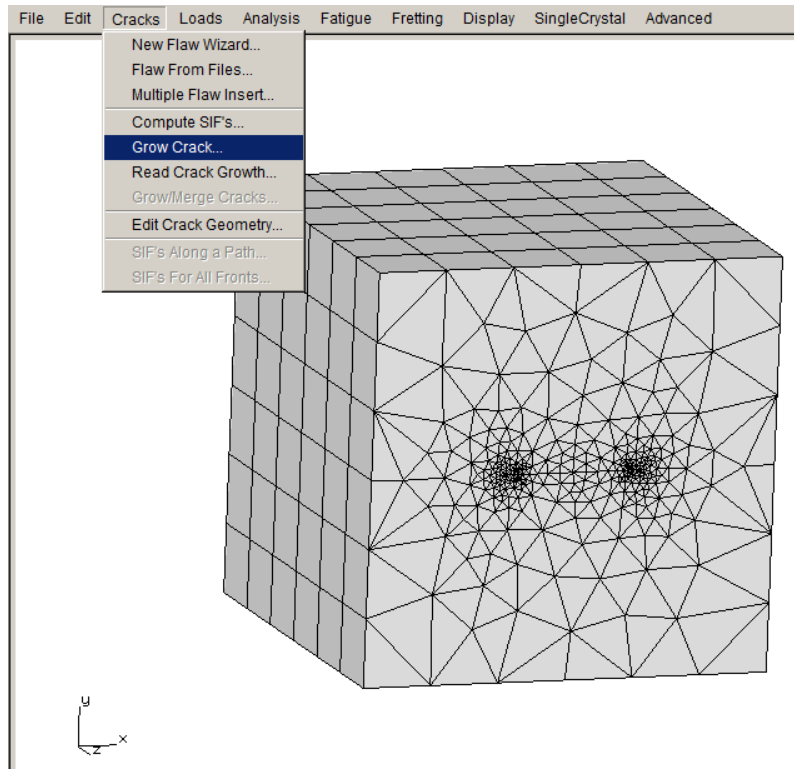 File Edit Cracks Loads Analysis Fatigue Fretting Display SingleCrystal Advanced
New Flaw Wizard...
Flaw From Files...
Multiple Flaw Insert...
Compute SIF's...
Grow Crack...
Read Crack Growth...
Grow/Merge Cracks...
Edit Crack Geometry...
SIF's Along a Path...
SIF's For All Fronts...
y
x
z